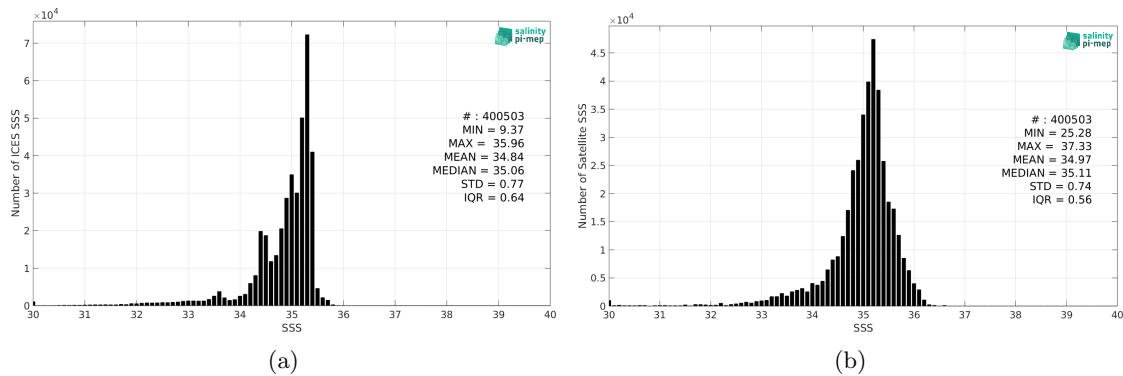 ×10⁴
7
6
5
4
3
2
1
0
Number of ICES SSS
30 31 32 33 34 35 36 37 38 39 40
SSS
salinity
pi-mep
# : 400503
MIN = 9.37
MAX = 35.96
MEAN = 34.84
MEDIAN = 35.06
STD = 0.77
IQR = 0.64
(a)
×10⁴
4.5
4
3.5
3
2.5
2
1.5
1
0.5
0
Number of Satellite SSS
30 31 32 33 34 35 36 37 38 39 40
SSS
salinity
pi-mep
# : 400503
MIN = 25.28
MAX = 37.33
MEAN = 34.97
MEDIAN = 35.11
STD = 0.74
IQR = 0.56
(b)